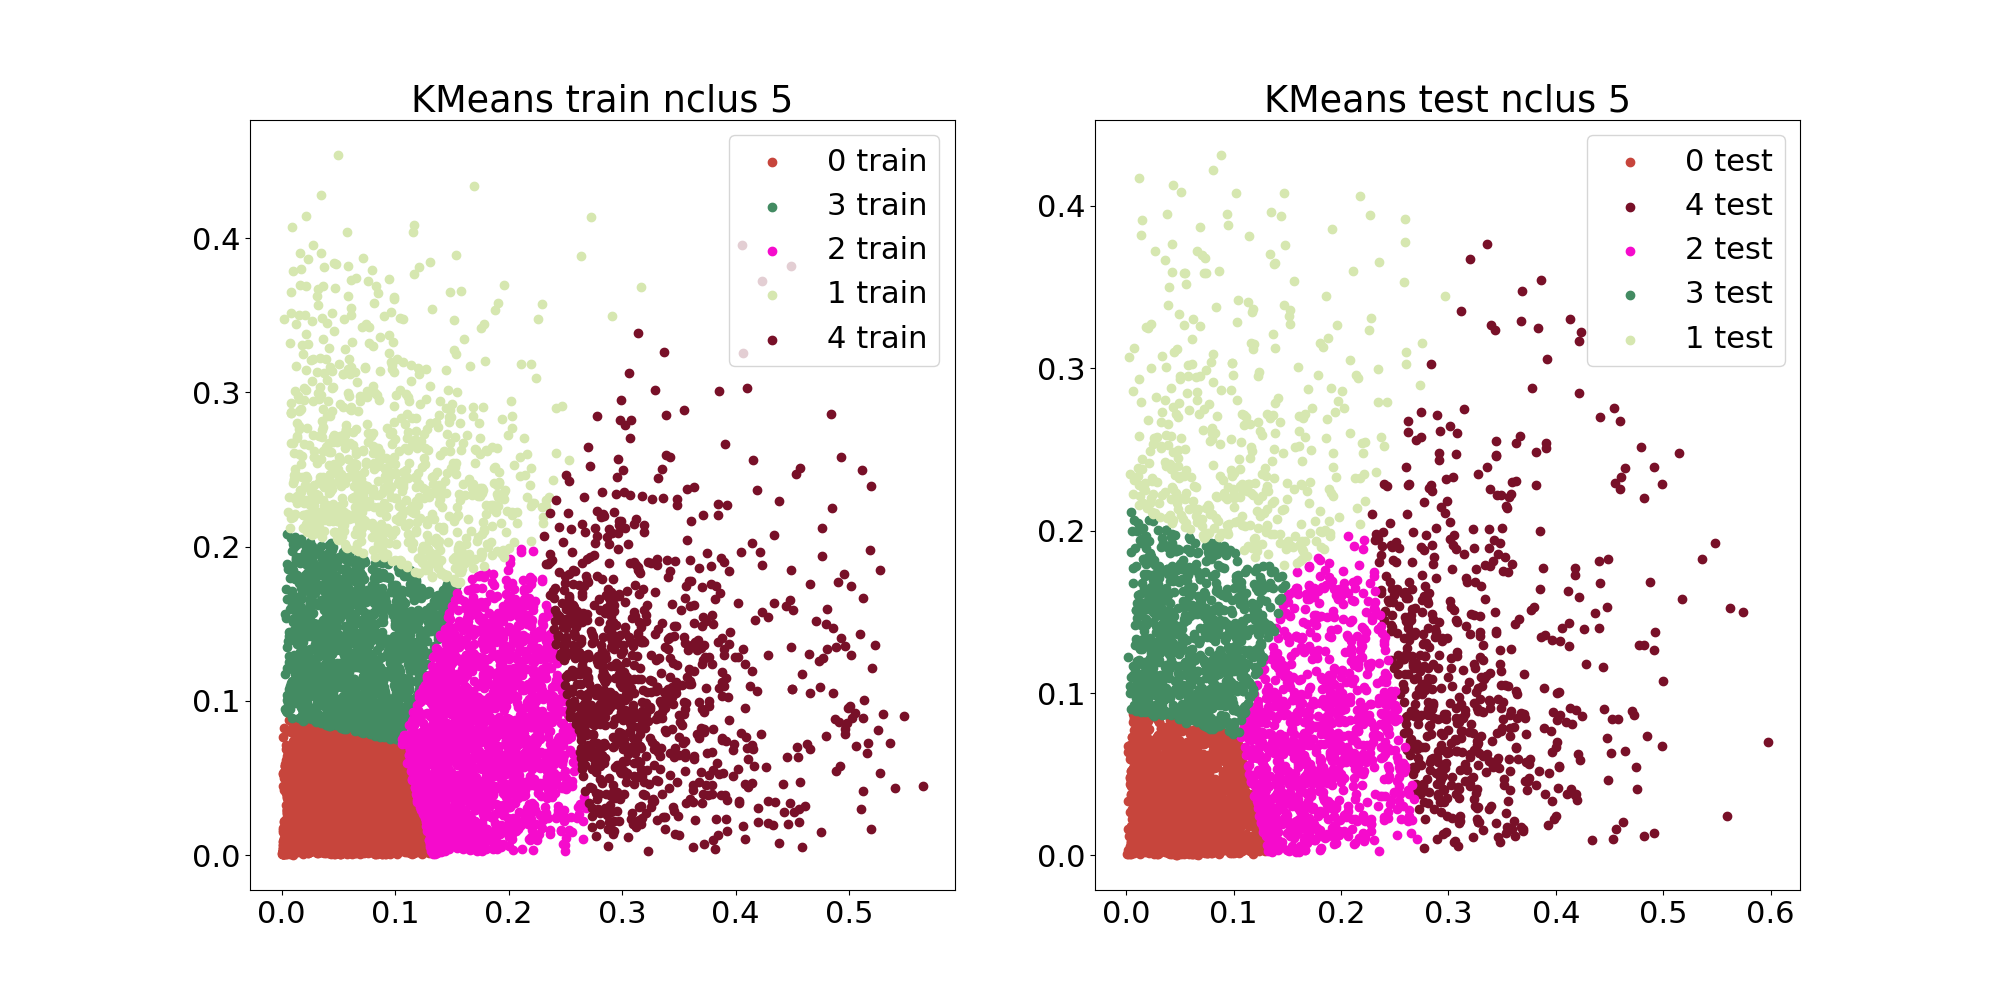 KMeans train nclus 5
0 train
3 train
2 train
1 train
4 train
0.4
0.3
0.2
0.1
0.0
0.0 0.1 0.2 0.3 0.4 0.5
KMeans test nclus 5
0 test
4 test
2 test
3 test
1 test
0.4
0.3
0.2
0.1
0.0
0.0 0.1 0.2 0.3 0.4 0.5 0.6